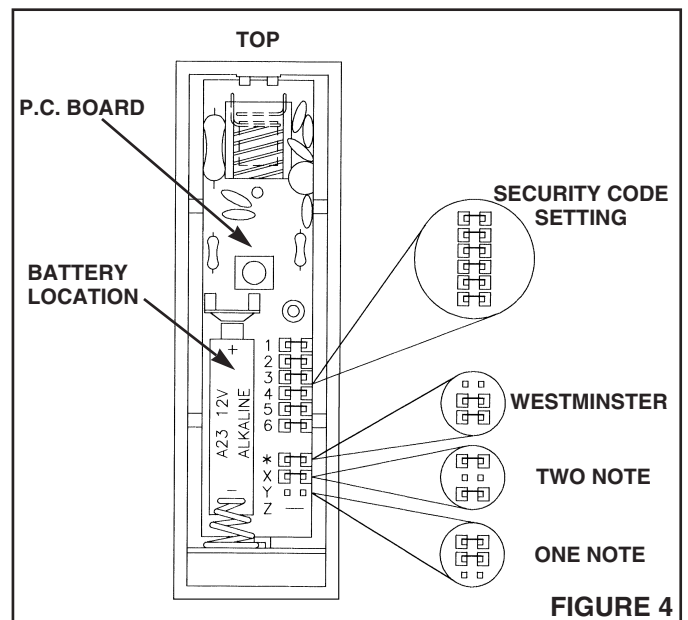 TOP
P.C. BOARD
SECURITY CODE
SETTING
BATTERY
LOCATION
+
A23 12V
ALKALINE
−
1
2
3
4
5
6
*
X
Y
Z
WESTMINSTER
TWO NOTE
ONE NOTE
FIGURE 4